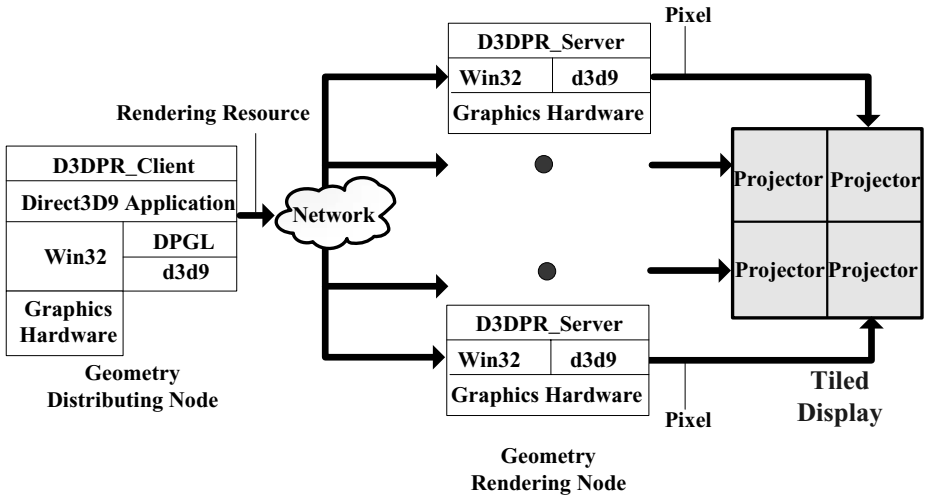 Pixel
D3DPR_Server
Win32
d3d9
Graphics Hardware
Rendering Resource
D3DPR_Client
Direct3D9 Application
Win32
DPGL
d3d9
Graphics
Hardware
Geometry
Distributing Node
Network
Projector
Projector
Projector
Projector
D3DPR_Server
Win32
d3d9
Graphics Hardware
Pixel
Tiled
Display
Geometry
Rendering Node